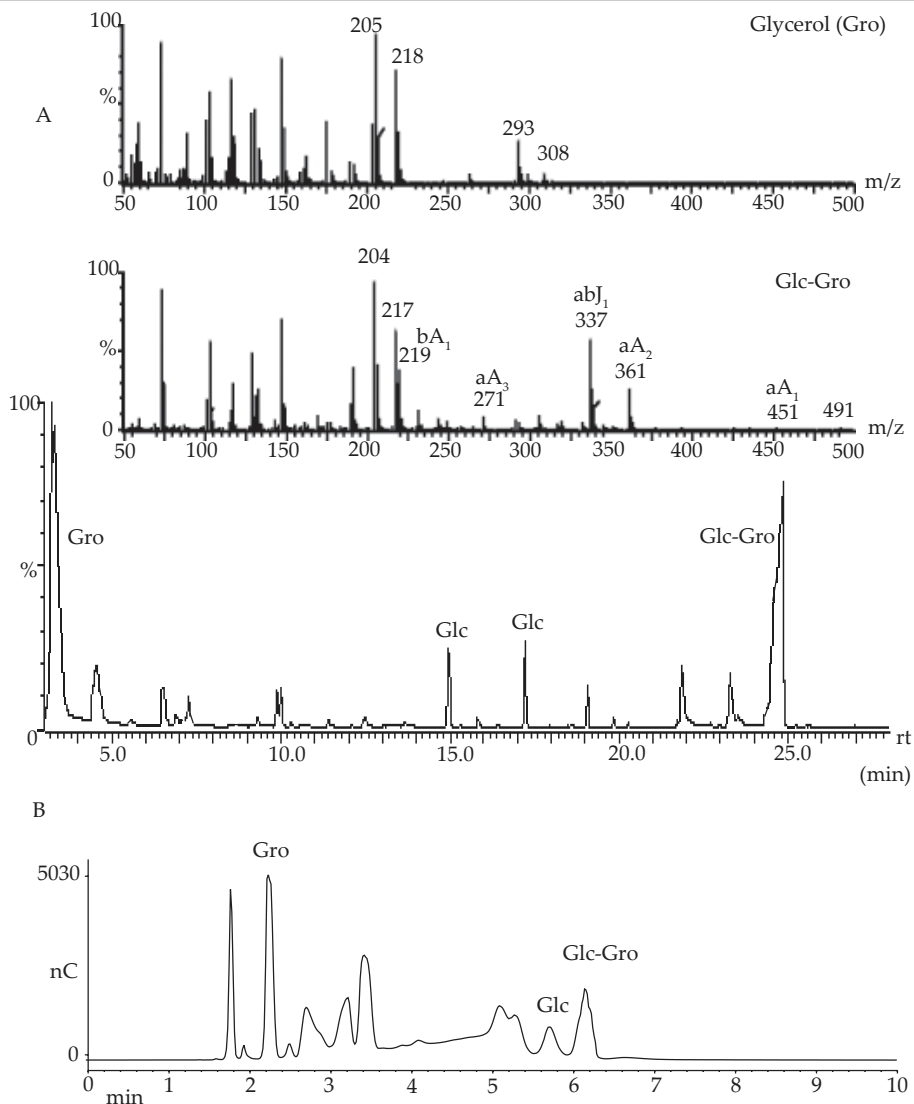 A
100
%
0
205
218
293
308
Glycerol (Gro)
50 100 150 200 250 300 350 400 450 500 m/z
100
%
0
204
217
219 bA₁
aA₃
271
abJ₁
337
aA₂
361
aA₁
451
491
Glc-Gro
50 100 150 200 250 300 350 400 450 500 m/z
100
%
0
Gro
Glc
Glc
Glc-Gro
5.0 10.0 15.0 20.0 25.0 rt
(min)
B
5030
nC
0
Gro
Glc
Glc-Gro
0 1 2 3 4 5 6 7 8 9 10
min